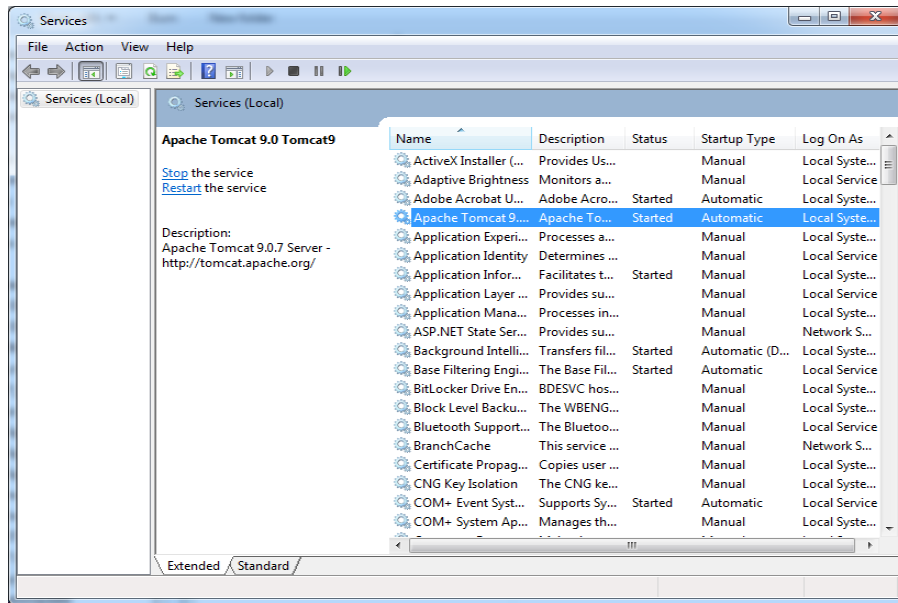 Services
File Action View Help
Services (Local)
Services (Local)
Apache Tomcat 9.0 Tomcat9
Stop the service
Restart the service
Description:
Apache Tomcat 9.0.7 Server -
http://tomcat.apache.org/
Name Description Status Startup Type Log On As
ActiveX Installer (... Provides Us... Manual Local Syste...
Adaptive Brightness Monitors a... Manual Local Service
Adobe Acrobat U... Adobe Acro... Started Automatic Local Syste...
Apache Tomcat 9.... Apache To... Started Automatic Local Syste...
Application Experi... Processes a... Manual Local Syste...
Application Identity Determines ... Manual Local Service
Application Infor... Facilitates t... Started Manual Local Syste...
Application Layer ... Provides su... Manual Local Service
Application Mana... Processes in... Manual Local Syste...
ASP.NET State Ser... Provides su... Manual Network S...
Background Intelli... Transfers fil... Started Automatic (D... Local Syste...
Base Filtering Engi... The Base Fil... Started Automatic Local Service
BitLocker Drive En... BDESVC hos... Manual Local Syste...
Block Level Backu... The WBENG... Manual Local Syste...
Bluetooth Support... The Bluetoo... Manual Local Service
BranchCache This service ... Manual Network S...
Certificate Propag... Copies user ... Manual Local Syste...
CNG Key Isolation The CNG ke... Manual Local Syste...
COM+ Event Syst... Supports Sy... Started Automatic Local Service
COM+ System Ap... Manages th... Manual Local Syste...
Extended Standard